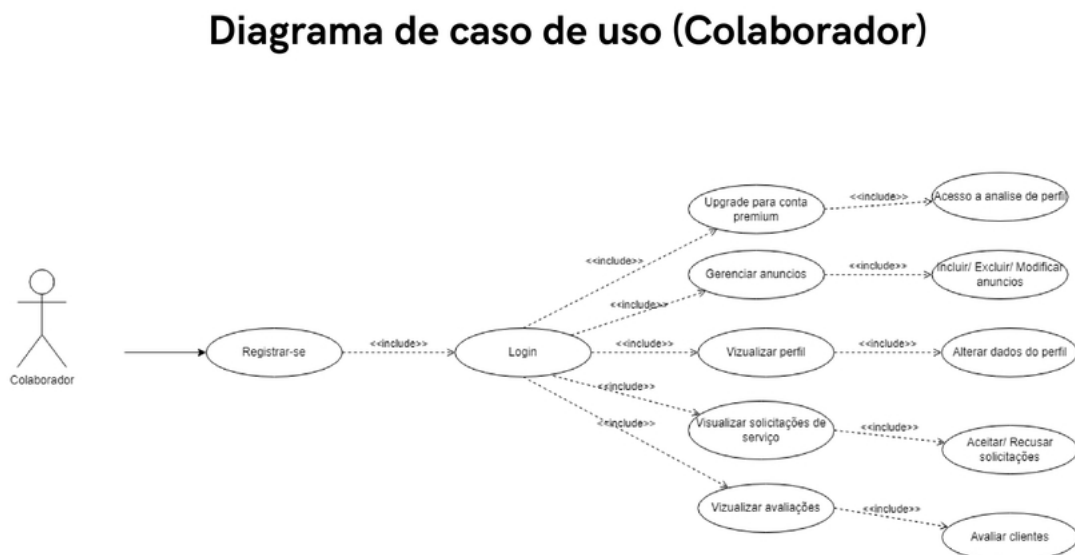 Diagrama de caso de uso (Colaborador)
Upgrade para conta
premium
<<include>>
Acesso a analise de perfil
<<include>>
Gerenciar anuncios
<<include>>
Incluir/ Excluir/ Modificar
anuncios
<<include>>
Colaborador
Registrar-se
<<include>>
Login
<<include>>
Vizualizar perfil
<<include>>
Alterar dados do perfil
<<include>>
Visualizar solicitações de
serviço
<<include>>
Aceitar/ Recusar
solicitações
<<include>>
Vizualizar avaliações
<<include>>
Avaliar clientes